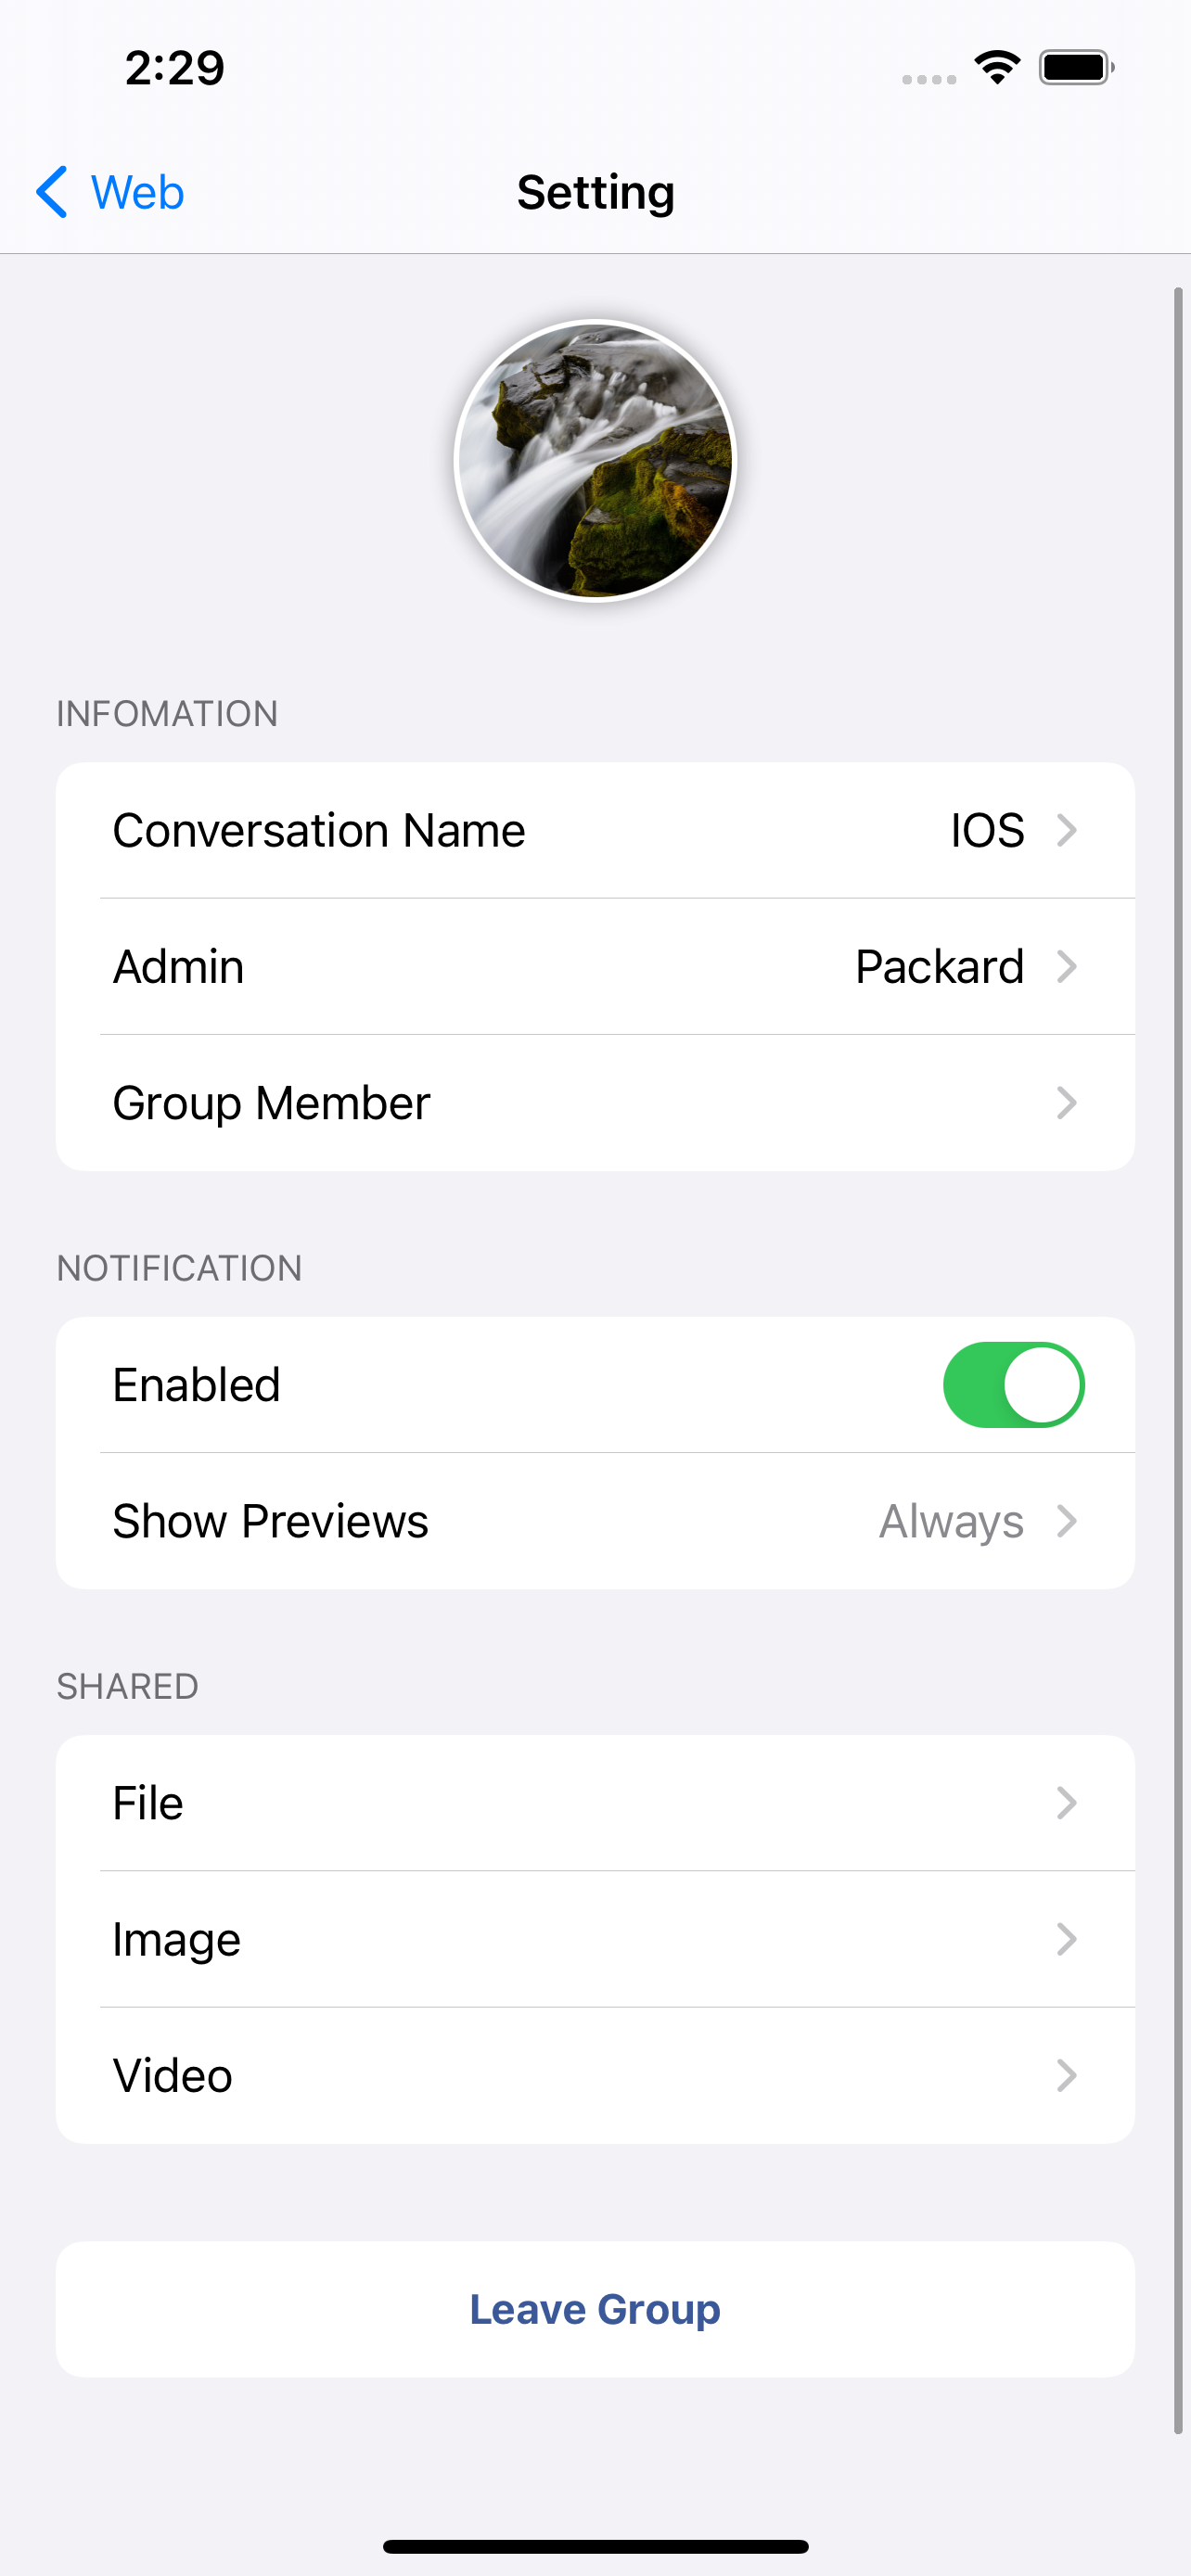 2:29
Web
Setting
INFOMATION
Conversation Name IOS
Admin Packard
Group Member
NOTIFICATION
Enabled
Show Previews Always
SHARED
File
Image
Video
Leave Group